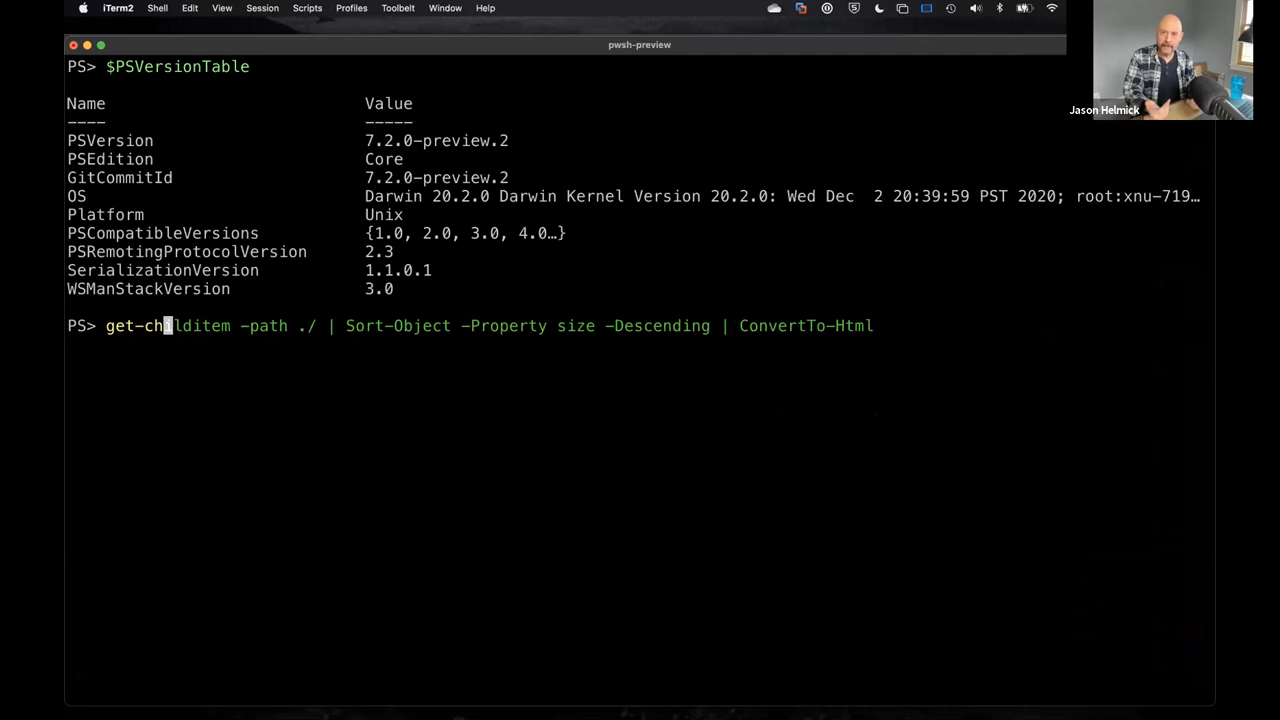 iTerm2 Shell Edit View Session Scripts Profiles Toolbelt Window Help
pwsh-preview
Jason Helmick
PS> $PSVersionTable
Name Value
---- -----
PSVersion 7.2.0-preview.2
PSEdition Core
GitCommitId 7.2.0-preview.2
OS Darwin 20.2.0 Darwin Kernel Version 20.2.0: Wed Dec  2 20:39:59 PST 2020; root:xnu-719…
Platform Unix
PSCompatibleVersions {1.0, 2.0, 3.0, 4.0…}
PSRemotingProtocolVersion 2.3
SerializationVersion 1.1.0.1
WSManStackVersion 3.0
PS> get-childitem -path ./ | Sort-Object -Property size -Descending | ConvertTo-Html